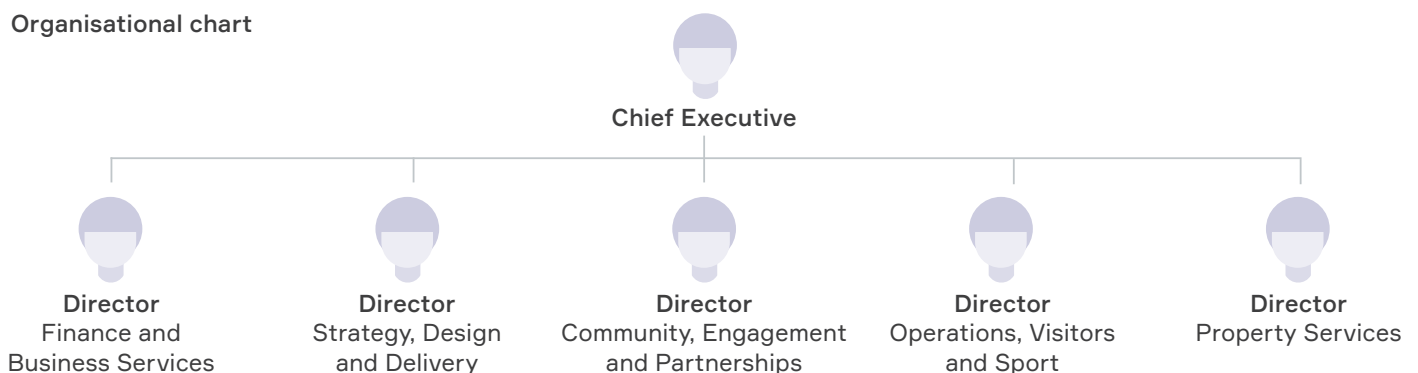 Organisational chart
Chief Executive
Director
Finance and
Business Services
Director
Strategy, Design
and Delivery
Director
Community, Engagement
and Partnerships
Director
Operations, Visitors
and Sport
Director
Property Services